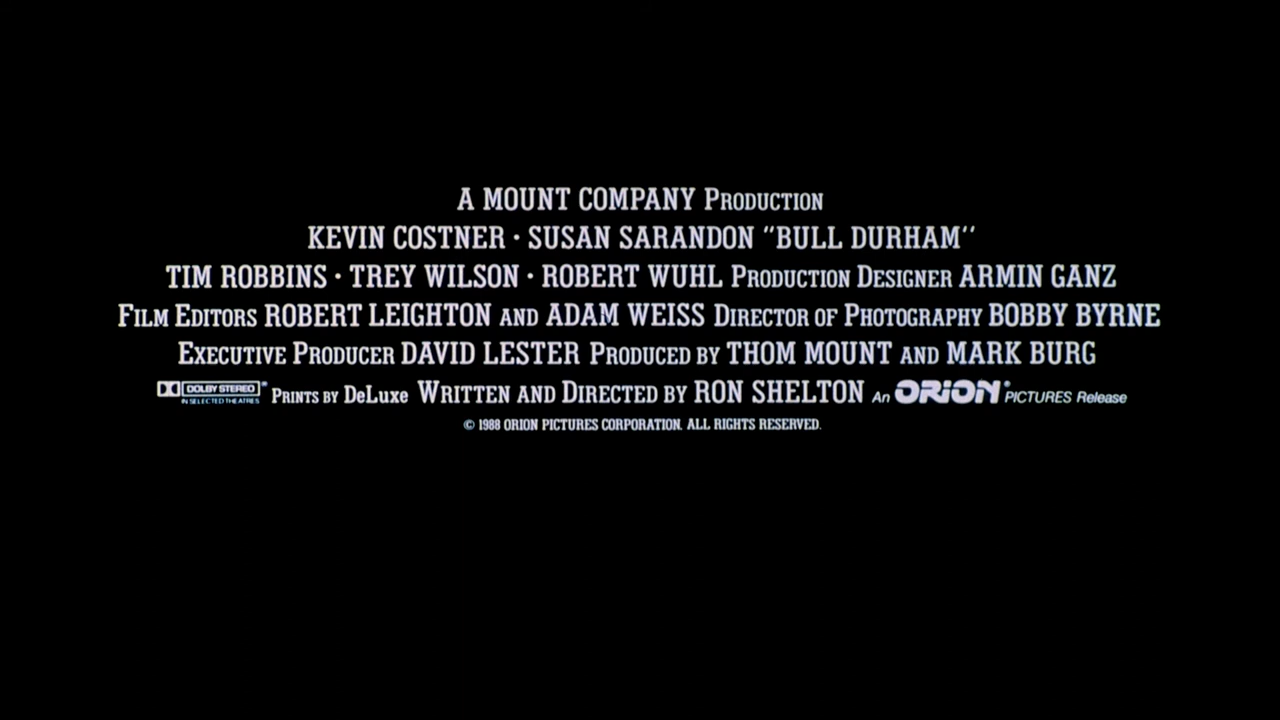 A MOUNT COMPANY PRODUCTION
KEVIN COSTNER · SUSAN SARANDON "BULL DURHAM"
TIM ROBBINS · TREY WILSON · ROBERT WUHL PRODUCTION DESIGNER ARMIN GANZ
FILM EDITORS ROBERT LEIGHTON AND ADAM WEISS DIRECTOR OF PHOTOGRAPHY BOBBY BYRNE
EXECUTIVE PRODUCER DAVID LESTER PRODUCED BY THOM MOUNT AND MARK BURG
DOLBY STEREO ® IN SELECTED THEATRES PRINTS BY DELUXE WRITTEN AND DIRECTED BY RON SHELTON An ORION ® PICTURES Release
© 1988 ORION PICTURES CORPORATION. ALL RIGHTS RESERVED.